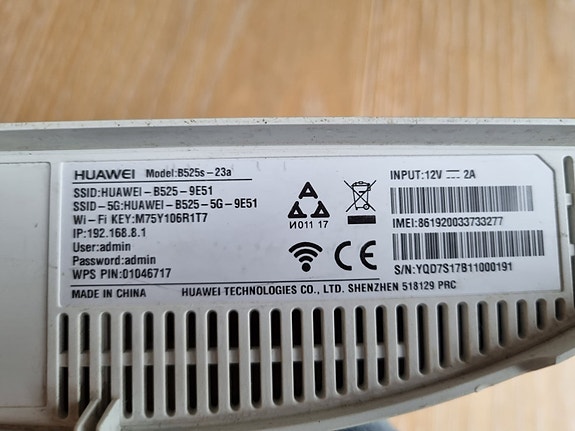 HUAWEI Model:B525s-23a
SSID:HUAWEI-B525-9E51
SSID-5G:HUAWEI-B525-5G-9E51
Wi-Fi KEY:M75Y106R1T7
IP:192.168.8.1
User:admin
Password:admin
WPS PIN:01046717
И011 17
CE
INPUT:12V ⎓ 2A
IMEI:861920033733277
S/N:YQD7S17B11000191
MADE IN CHINA HUAWEI TECHNOLOGIES CO., LTD. SHENZHEN 518129 PRC